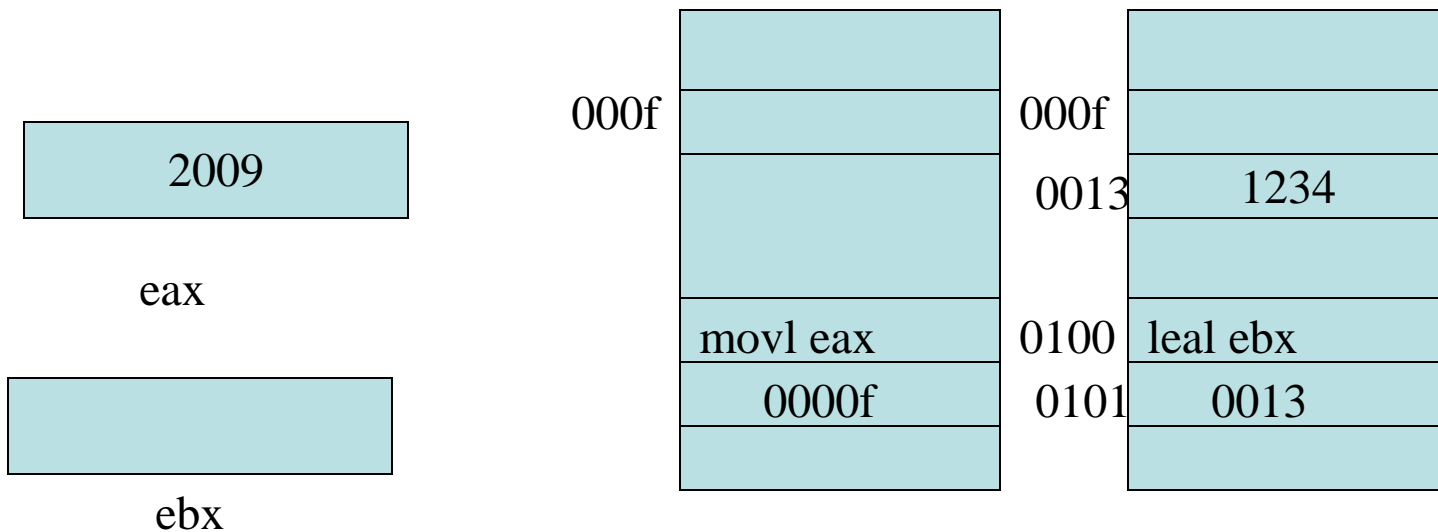 2009
eax
ebx
000f
movl eax
0000f
000f
0013 1234
0100 leal ebx
0101 0013